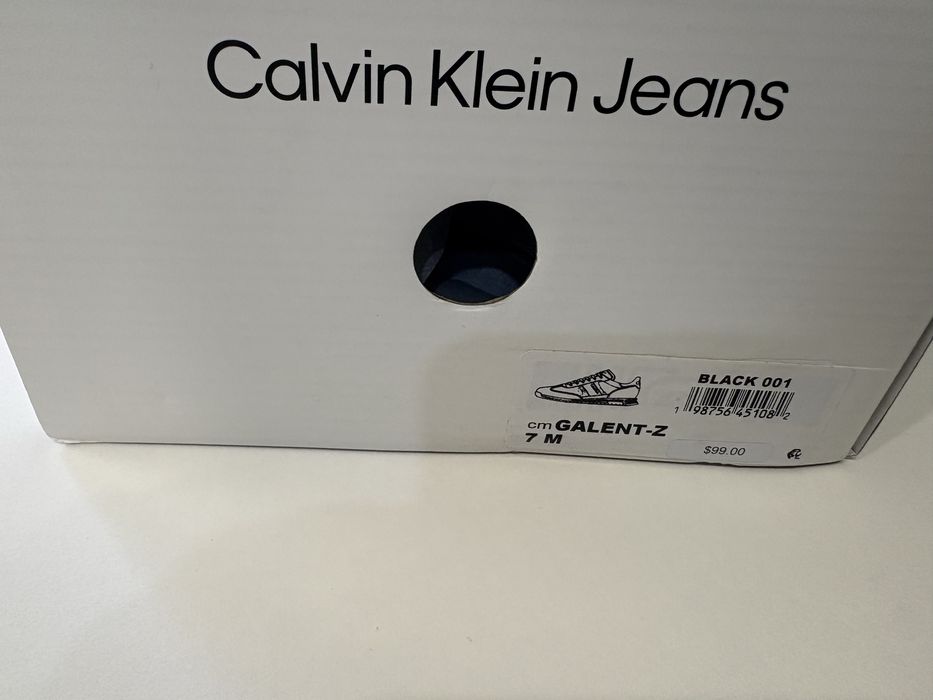 Calvin Klein Jeans
BLACK 001
1 98756 45108 2
cm GALENT-Z
7 M
$99.00